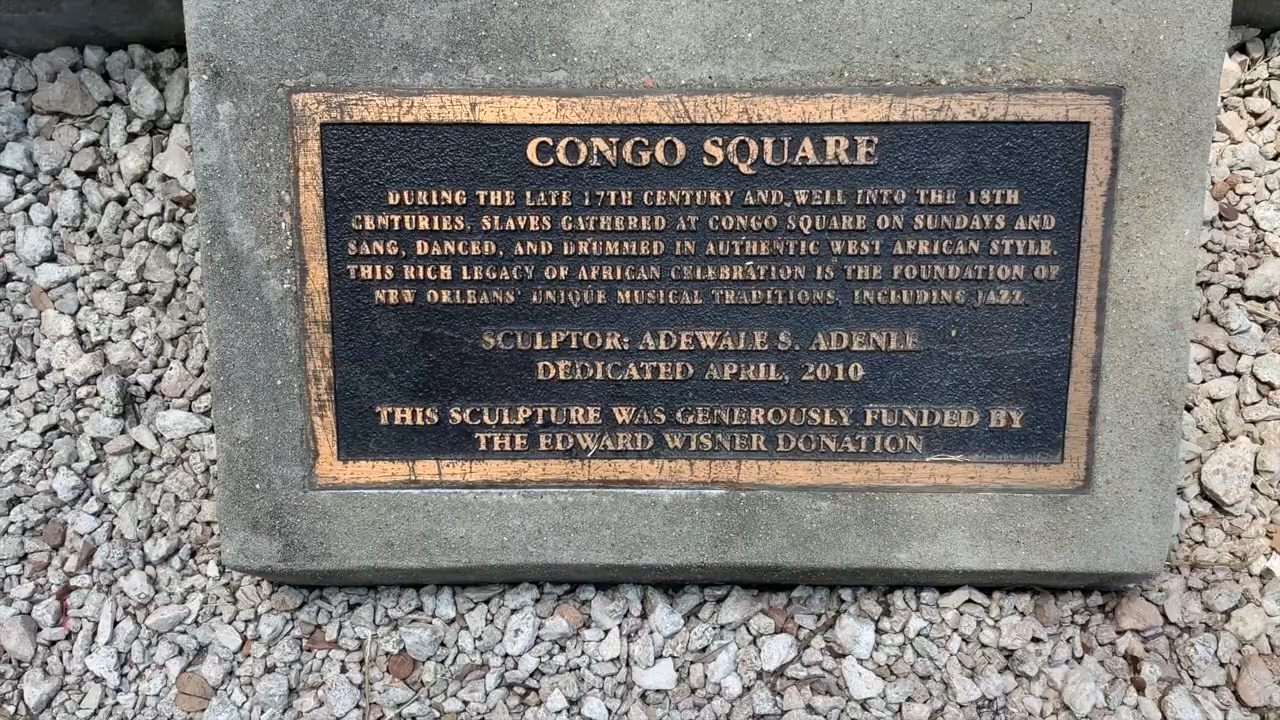 CONGO SQUARE
DURING THE LATE 17TH CENTURY AND WELL INTO THE 18TH
CENTURIES, SLAVES GATHERED AT CONGO SQUARE ON SUNDAYS AND
SANG, DANCED, AND DRUMMED IN AUTHENTIC WEST AFRICAN STYLE.
THIS RICH LEGACY OF AFRICAN CELEBRATION IS THE FOUNDATION OF
NEW ORLEANS' UNIQUE MUSICAL TRADITIONS, INCLUDING JAZZ.
SCULPTOR: ADEWALE S. ADENLE
DEDICATED APRIL, 2010
THIS SCULPTURE WAS GENEROUSLY FUNDED BY
THE EDWARD WISNER DONATION